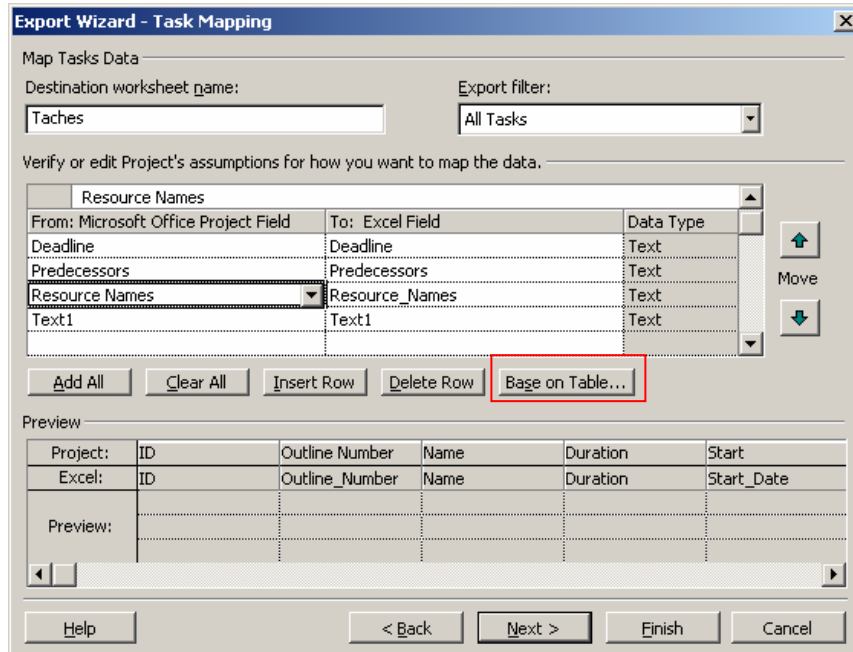 Export Wizard - Task Mapping
Map Tasks Data
Destination worksheet name:
Export filter:
Taches
All Tasks
Verify or edit Project's assumptions for how you want to map the data.
Resource Names
From: Microsoft Office Project Field To: Excel Field Data Type
Deadline Deadline Text
Predecessors Predecessors Text
Resource Names Resource_Names Text
Text1 Text1 Text
Move
Add All Clear All Insert Row Delete Row Base on Table...
Preview
Project: ID Outline Number Name Duration Start
Excel: ID Outline_Number Name Duration Start_Date
Preview:
Help < Back Next > Finish Cancel